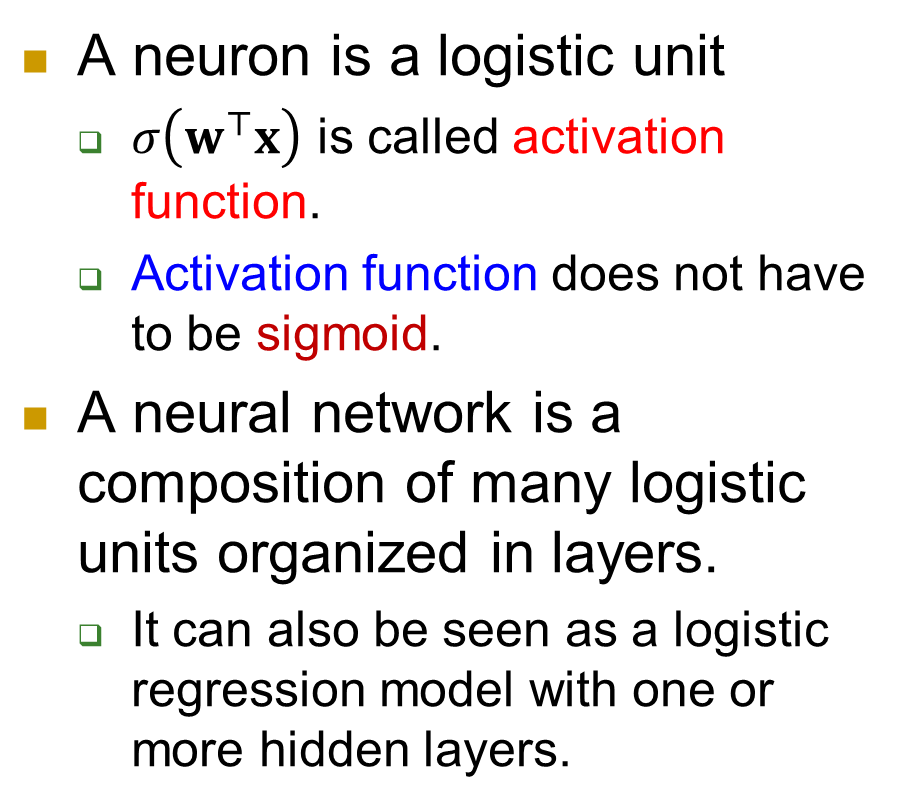 A neuron is a logistic unit
σ(𝐰⊤𝐱) is called activation
function.
Activation function does not have
to be sigmoid.
A neural network is a
composition of many logistic
units organized in layers.
It can also be seen as a logistic
regression model with one or
more hidden layers.